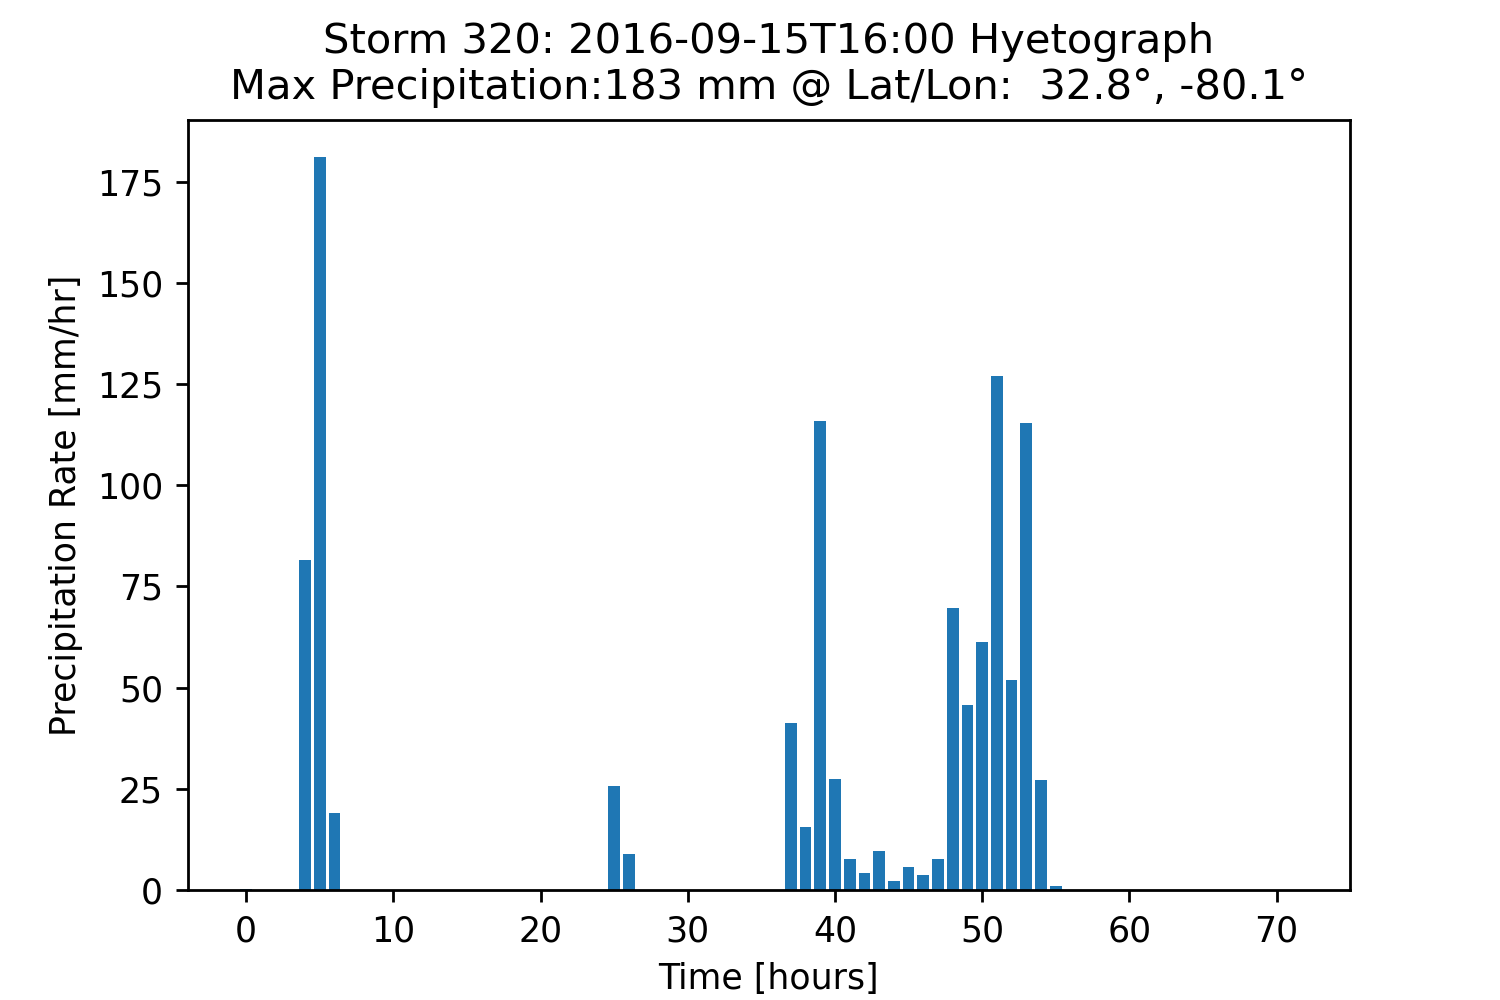 Storm 320: 2016-09-15T16:00 Hyetograph
Max Precipitation:183 mm @ Lat/Lon:  32.8°, -80.1°
Precipitation Rate [mm/hr]
175
150
125
100
75
50
25
0
0 10 20 30 40 50 60 70
Time [hours]